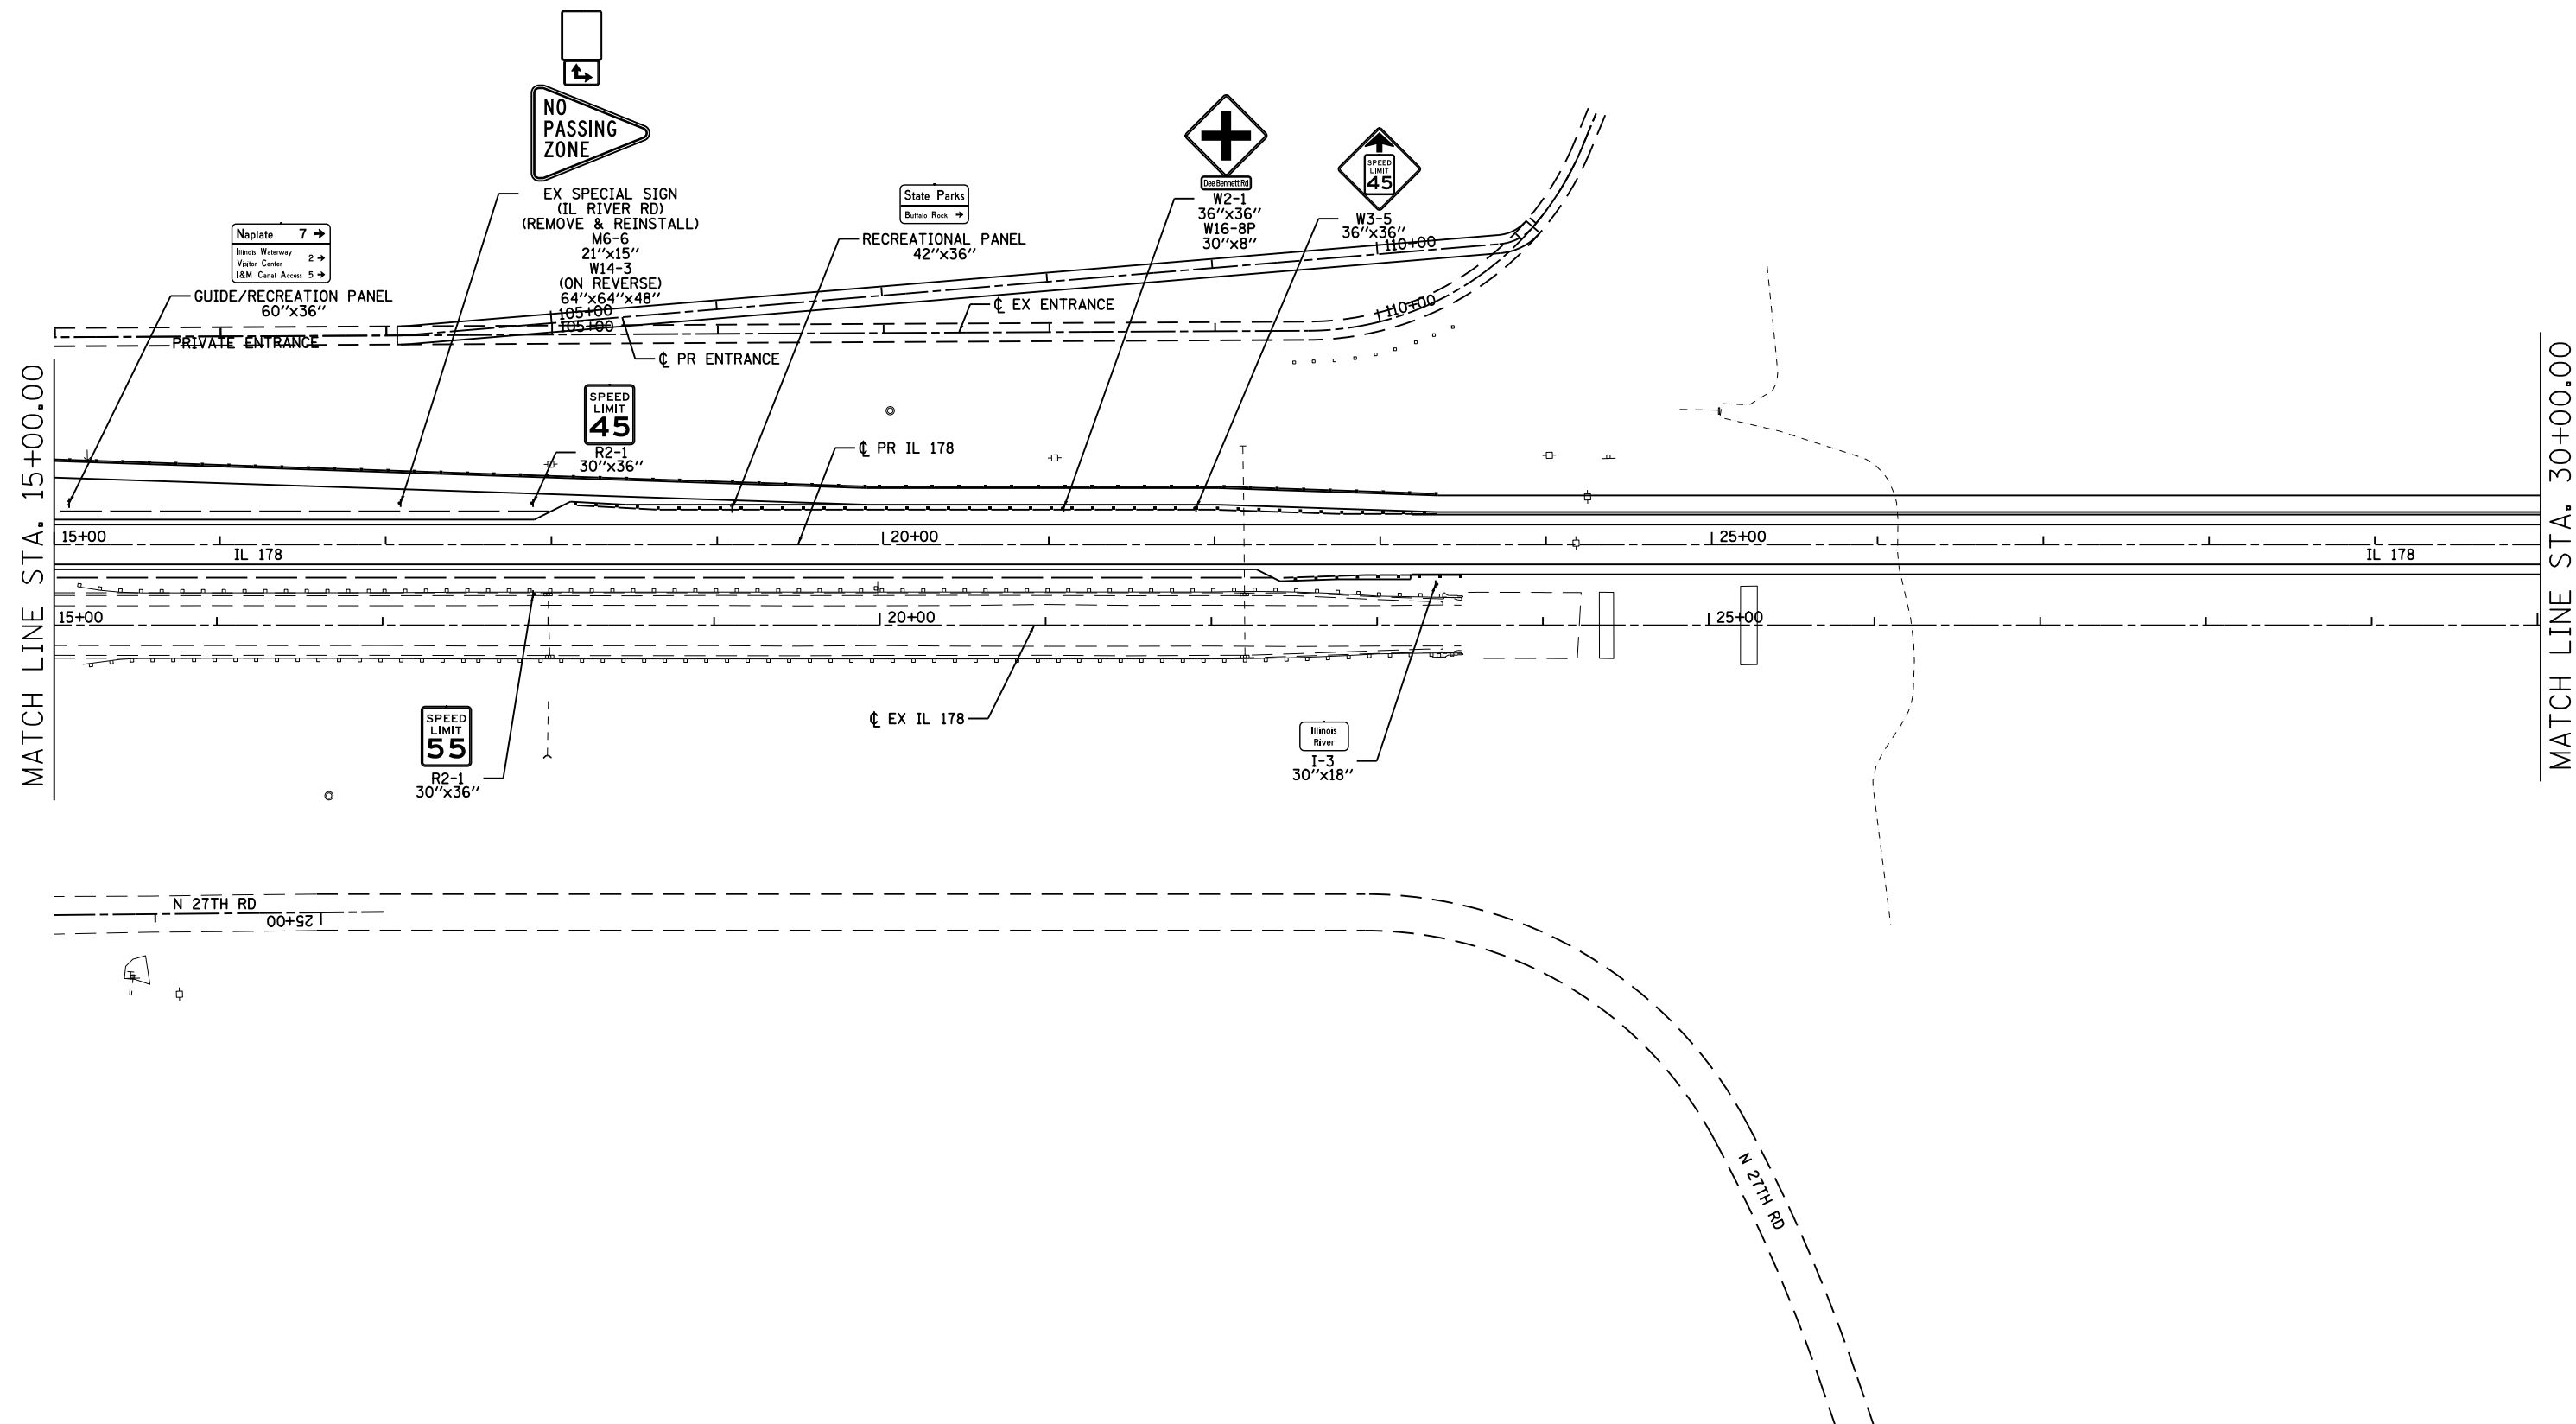 NO
PASSING
ZONE
EX SPECIAL SIGN
(IL RIVER RD)
(REMOVE & REINSTALL)
M6-6
21"x15"
W14-3
(ON REVERSE)
64"x64"x48"
Naplate 7 →
Illinois Waterway
Visitor Center 2 →
I&M Canal Access 5 →
GUIDE/RECREATION PANEL
60"x36"
State Parks
Buffalo Rock →
RECREATIONAL PANEL
42"x36"
Dee Bennett Rd
W2-1
36"x36"
W16-8P
30"x8"
SPEED
LIMIT
45
W3-5
36"x36"
110+00
105+00
105+00
℄ EX ENTRANCE
110+00
PRIVATE ENTRANCE
℄ PR ENTRANCE
MATCH LINE STA. 15+00.00
MATCH LINE STA. 30+00.00
SPEED
LIMIT
45
R2-1
30"x36"
℄ PR IL 178
15+00
20+00
25+00
IL 178
IL 178
15+00
20+00
25+00
SPEED
LIMIT
55
R2-1
30"x36"
℄ EX IL 178
Illinois
River
I-3
30"x18"
N 27TH RD
25+00
N 27TH RD